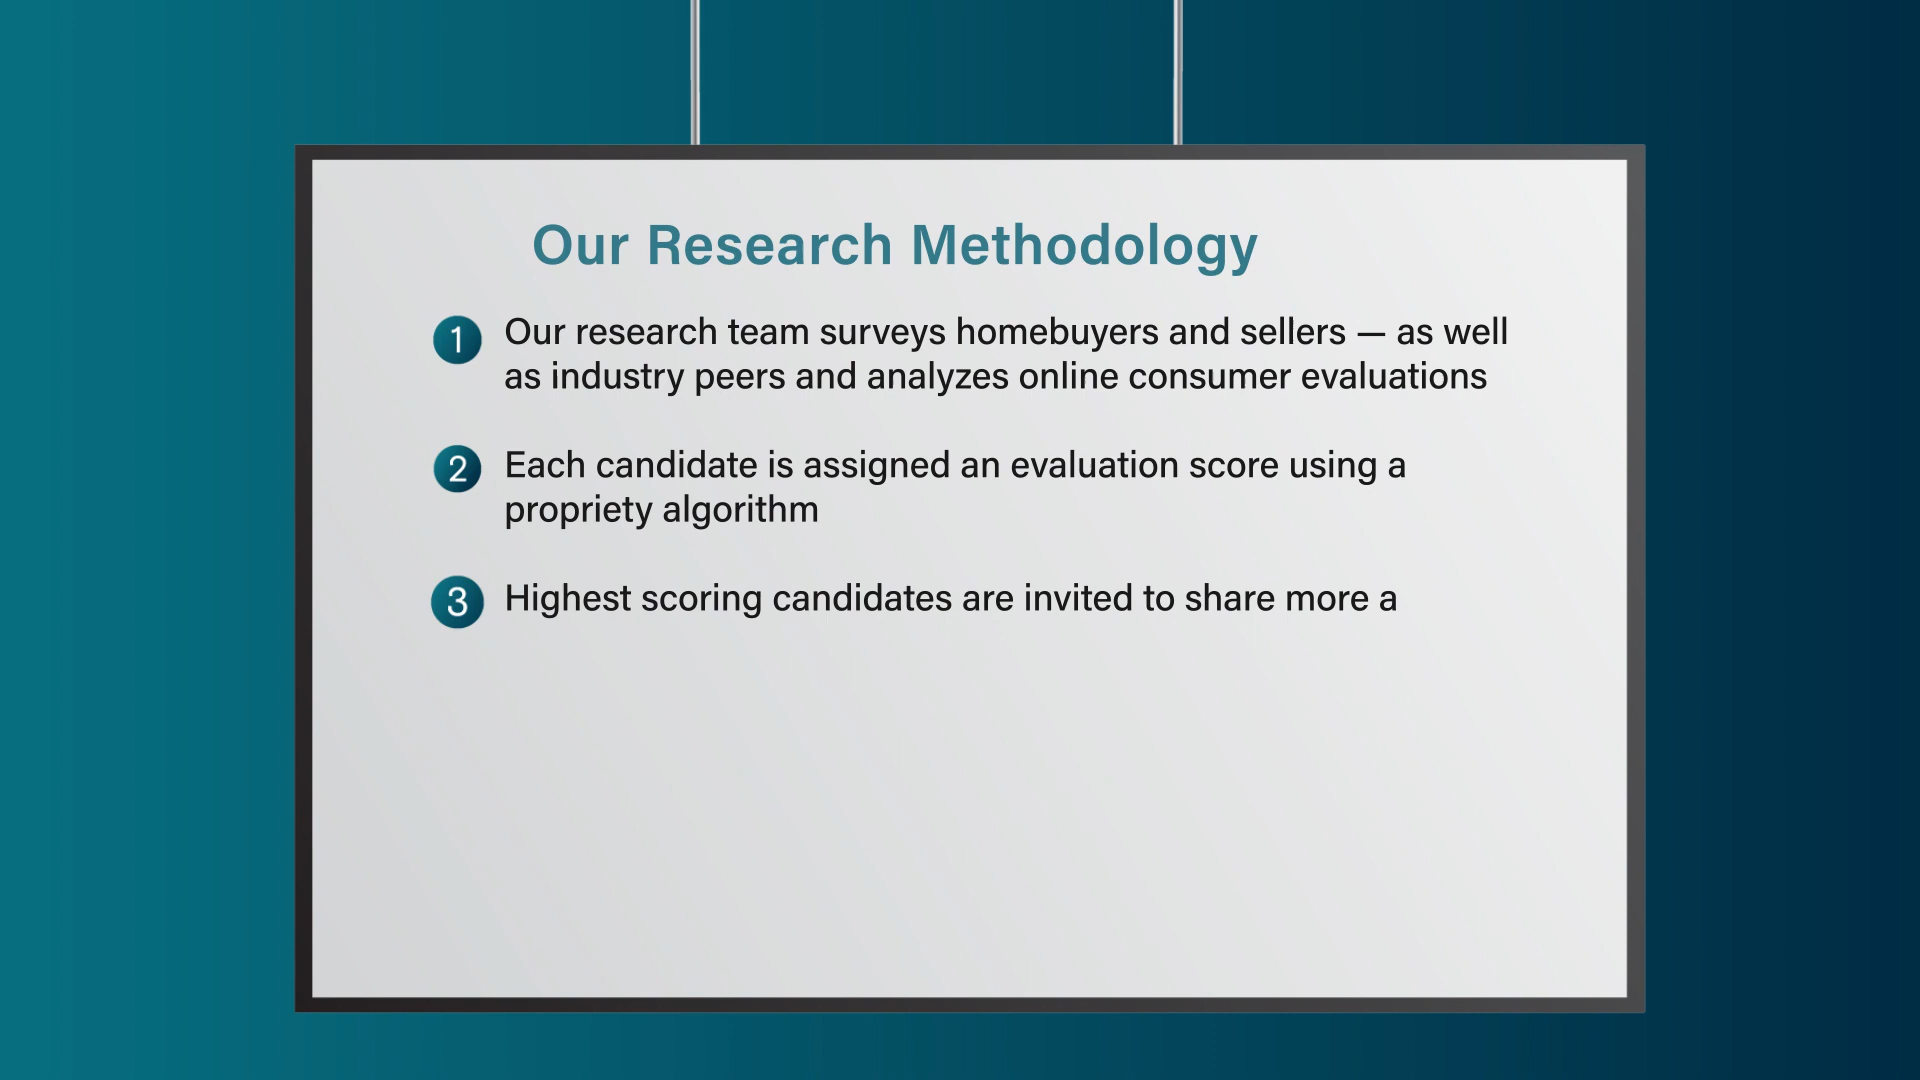 Our Research Methodology
1 Our research team surveys homebuyers and sellers — as well
as industry peers and analyzes online consumer evaluations
2 Each candidate is assigned an evaluation score using a
propriety algorithm
3 Highest scoring candidates are invited to share more a